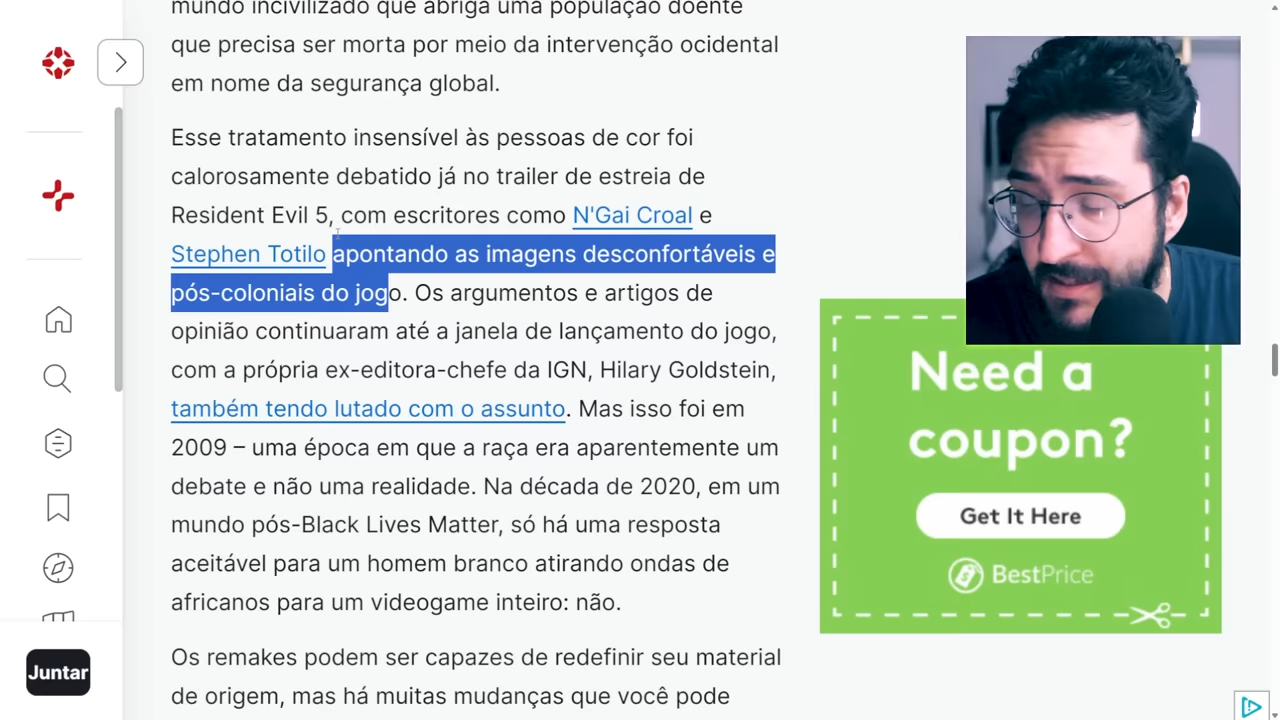 mundo incivilizado que abriga uma população doente
que precisa ser morta por meio da intervenção ocidental
em nome da segurança global.
Esse tratamento insensível às pessoas de cor foi
calorosamente debatido já no trailer de estreia de
Resident Evil 5, com escritores como N'Gai Croal e
Stephen Totilo apontando as imagens desconfortáveis e
pós-coloniais do jogo. Os argumentos e artigos de
opinião continuaram até a janela de lançamento do jogo,
com a própria ex-editora-chefe da IGN, Hilary Goldstein,
também tendo lutado com o assunto. Mas isso foi em
2009 – uma época em que a raça era aparentemente um
debate e não uma realidade. Na década de 2020, em um
mundo pós-Black Lives Matter, só há uma resposta
aceitável para um homem branco atirando ondas de
africanos para um videogame inteiro: não.
Os remakes podem ser capazes de redefinir seu material
de origem, mas há muitas mudanças que você pode
Juntar
Need a
coupon?
Get It Here
BestPrice